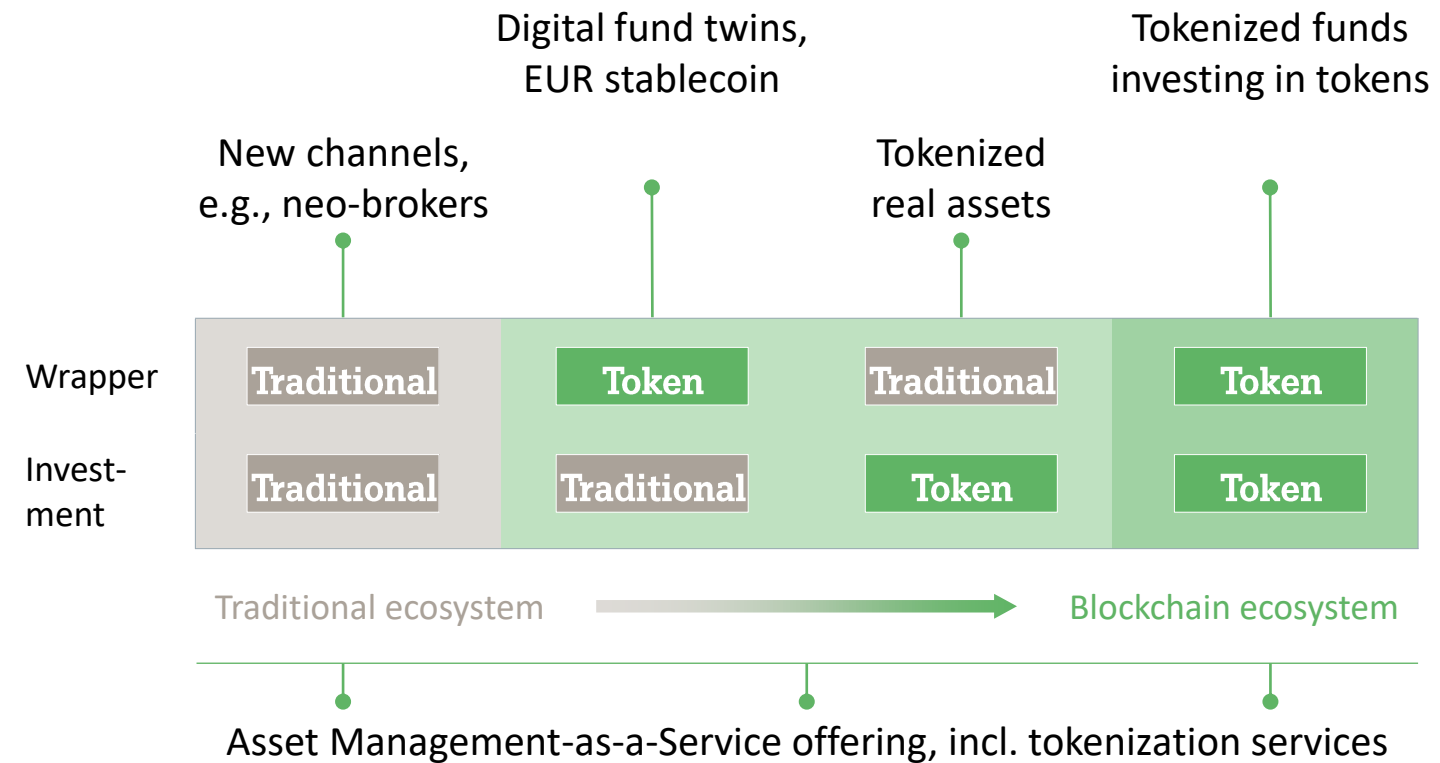 Digital fund twins,
EUR stablecoin
Tokenized funds
investing in tokens
New channels,
e.g., neo-brokers
Tokenized
real assets
Wrapper
Traditional
Token
Traditional
Token
Invest-
ment
Traditional
Traditional
Token
Token
Traditional ecosystem
Blockchain ecosystem
Asset Management-as-a-Service offering, incl. tokenization services